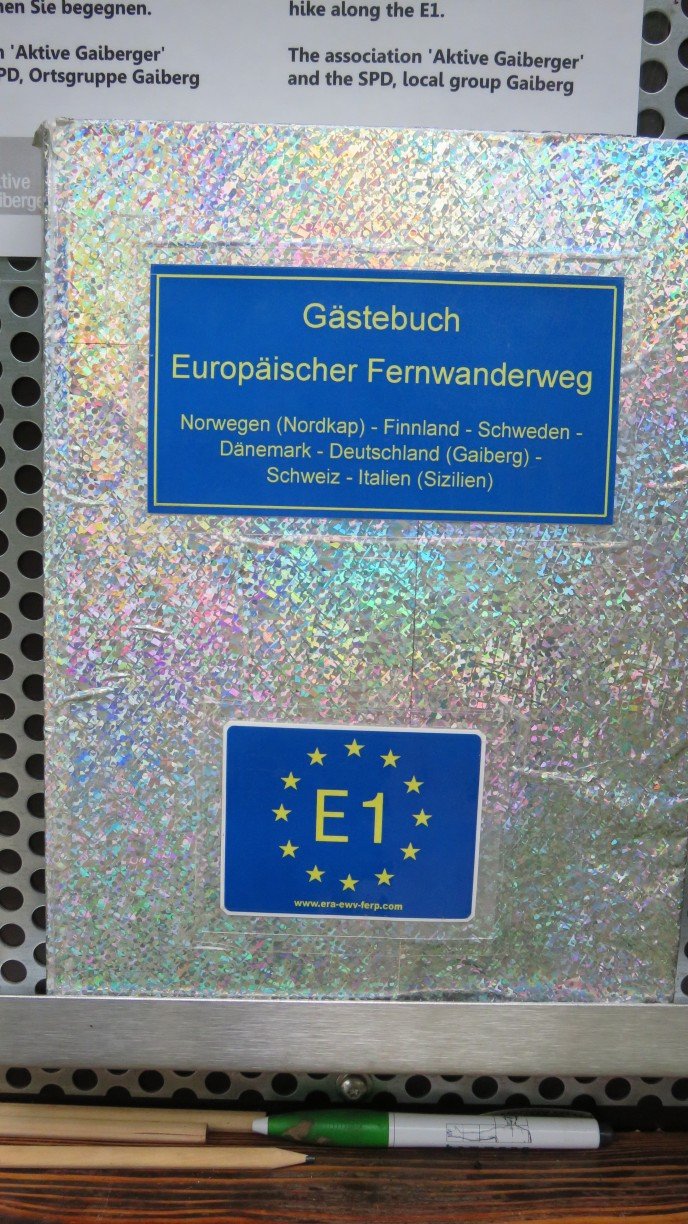 nen Sie begegnen.
n 'Aktive Gaiberger'
PD, Ortsgruppe Gaiberg
hike along the E1.
The association 'Aktive Gaiberger'
and the SPD, local group Gaiberg
ktive
aiberge
Gästebuch
Europäischer Fernwanderweg
Norwegen (Nordkap) - Finnland - Schweden -
Dänemark - Deutschland (Gaiberg) -
Schweiz - Italien (Sizilien)
E1
www.era-ewv-ferp.com